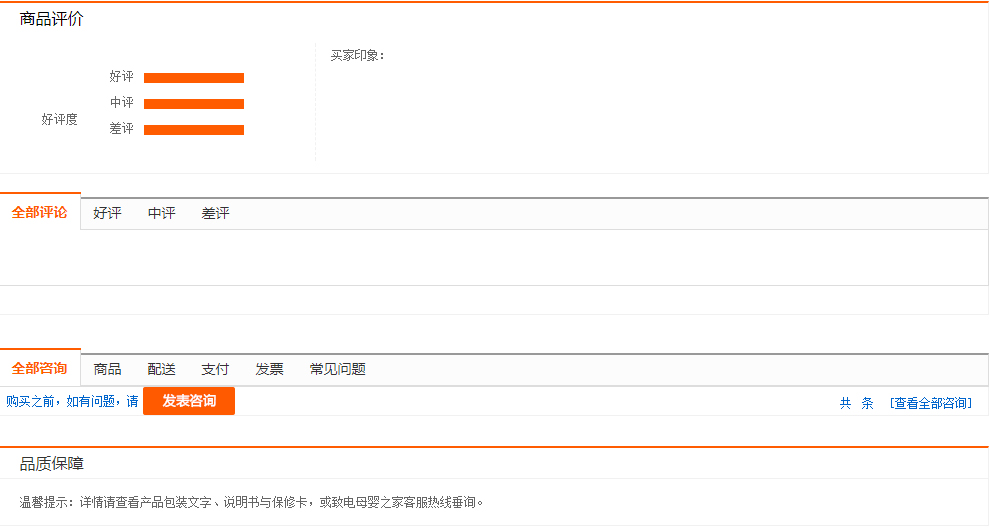 商品评价
买家印象：
好评
中评
好评度
差评
全部评论 好评 中评 差评
全部咨询 商品 配送 支付 发票 常见问题
购买之前，如有问题，请 发表咨询 共 条 [查看全部咨询]
品质保障
温馨提示：详情请查看产品包装文字、说明书与保修卡，或致电母婴之家客服热线垂询。